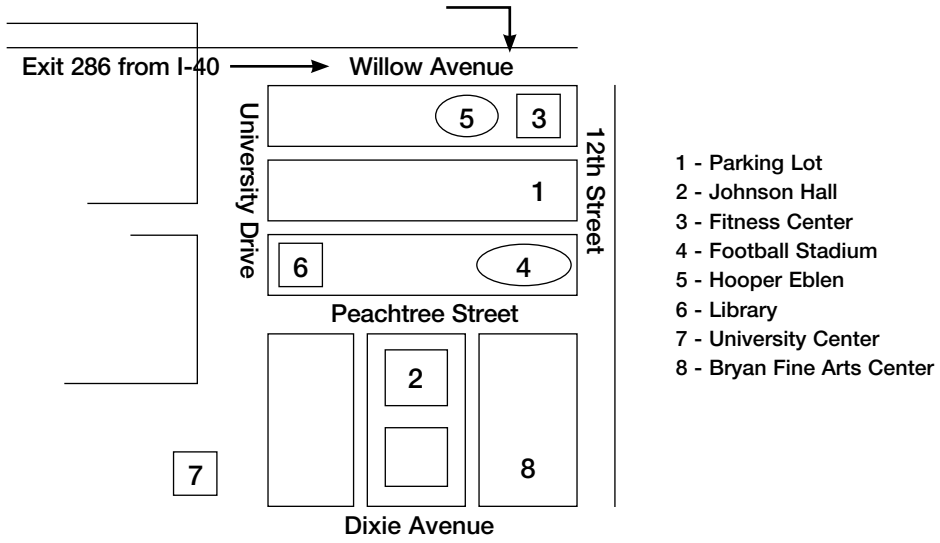 Exit 286 from I-40
Willow Avenue
University Drive
12th Street
5
3
1
6
4
Peachtree Street
2
7
8
Dixie Avenue
1 - Parking Lot
2 - Johnson Hall
3 - Fitness Center
4 - Football Stadium
5 - Hooper Eblen
6 - Library
7 - University Center
8 - Bryan Fine Arts Center